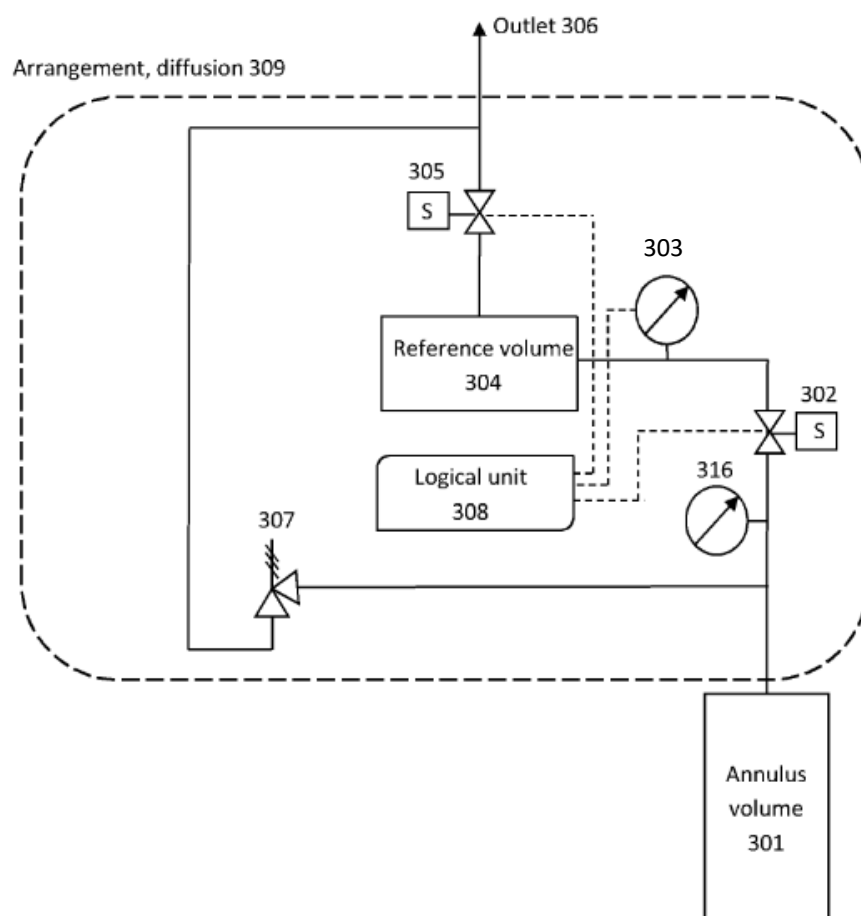 Outlet 306
Arrangement, diffusion 309
305
S
303
Reference volume
304
302
S
Logical unit
308
316
307
Annulus
volume
301